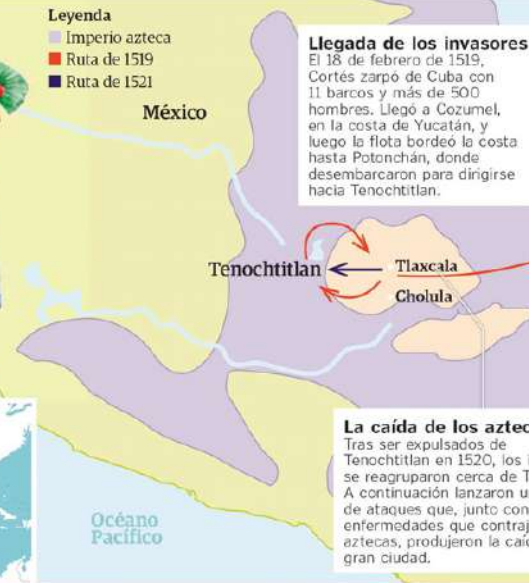 Leyenda
Imperio azteca
Ruta de 1519
Ruta de 1521
México
Llegada de los invasores
El 18 de febrero de 1519,
Cortés zarpó de Cuba con
11 barcos y más de 500
hombres. Llegó a Cozumel,
en la costa de Yucatán, y
luego la flota bordeó la costa
hasta Potonchán, donde
desembarcaron para dirigirse
hacia Tenochtitlan.
Tenochtitlan
Tlaxcala
Cholula
La caída de los
Tras ser expulsados de
Tenochtitlan en 1520, los
se reagruparon cerca de
A continuación lanzaron
de ataques que, junto con
enfermedades que
aztecas, produjeron la
gran ciudad.
Océano
Pacífico